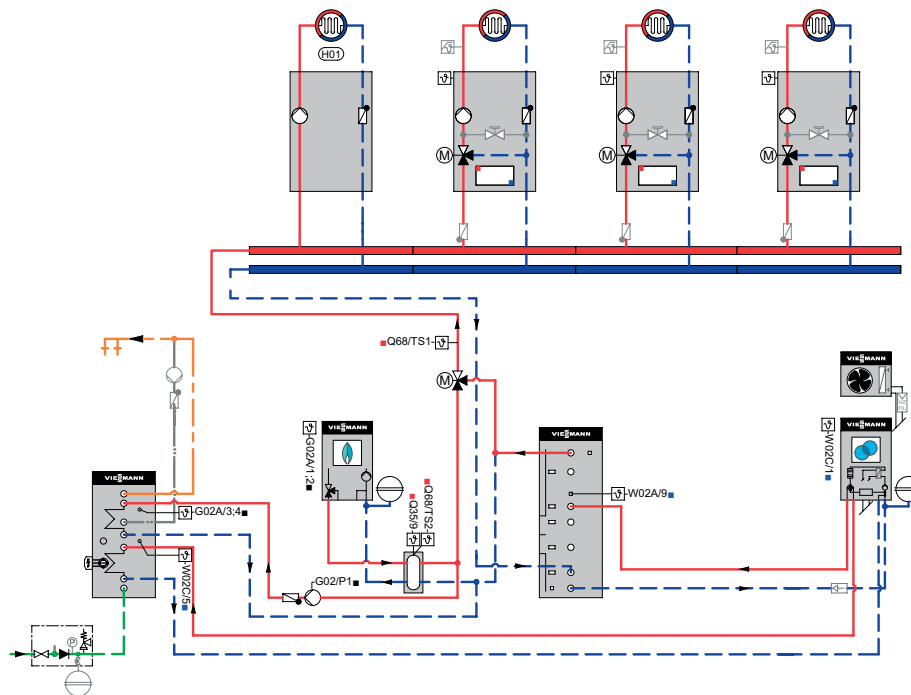 H01
M
M
M
Q68/TS1
VIESMANN
M
VIESMANN
G02A/1;2
VIESMANN
VIESMANN
W02C/1
VIESMANN
G02A/3;4
Q35/9
Q68/TS2
W02A/9
W02C/5
G02/P1
P